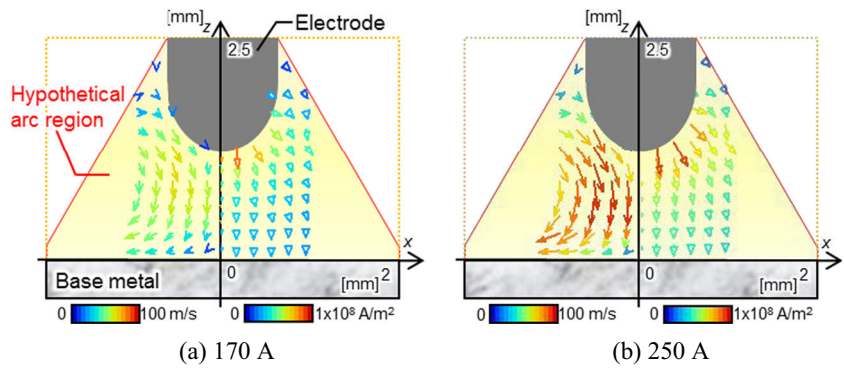 [mm] z
Electrode
2.5
Hypothetical
arc region
x
Base metal
0
[mm] 2
0 100 m/s
0 1x10⁸ A/m²
(a) 170 A
[mm] z
2.5
x
0
[mm] 2
0 100 m/s
0 1x10⁸ A/m²
(b) 250 A